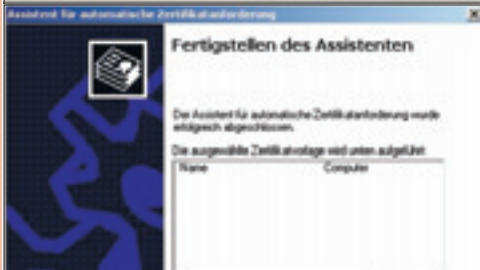 Assistent für automatische Zertifikatanforderung
Fertigstellen des Assistenten
Der Assistent für automatische Zertifikatanforderung wurde
erfolgreich abgeschlossen.
Die ausgewählte Zertifikatvorlage wird unten aufgeführt:
Name Computer